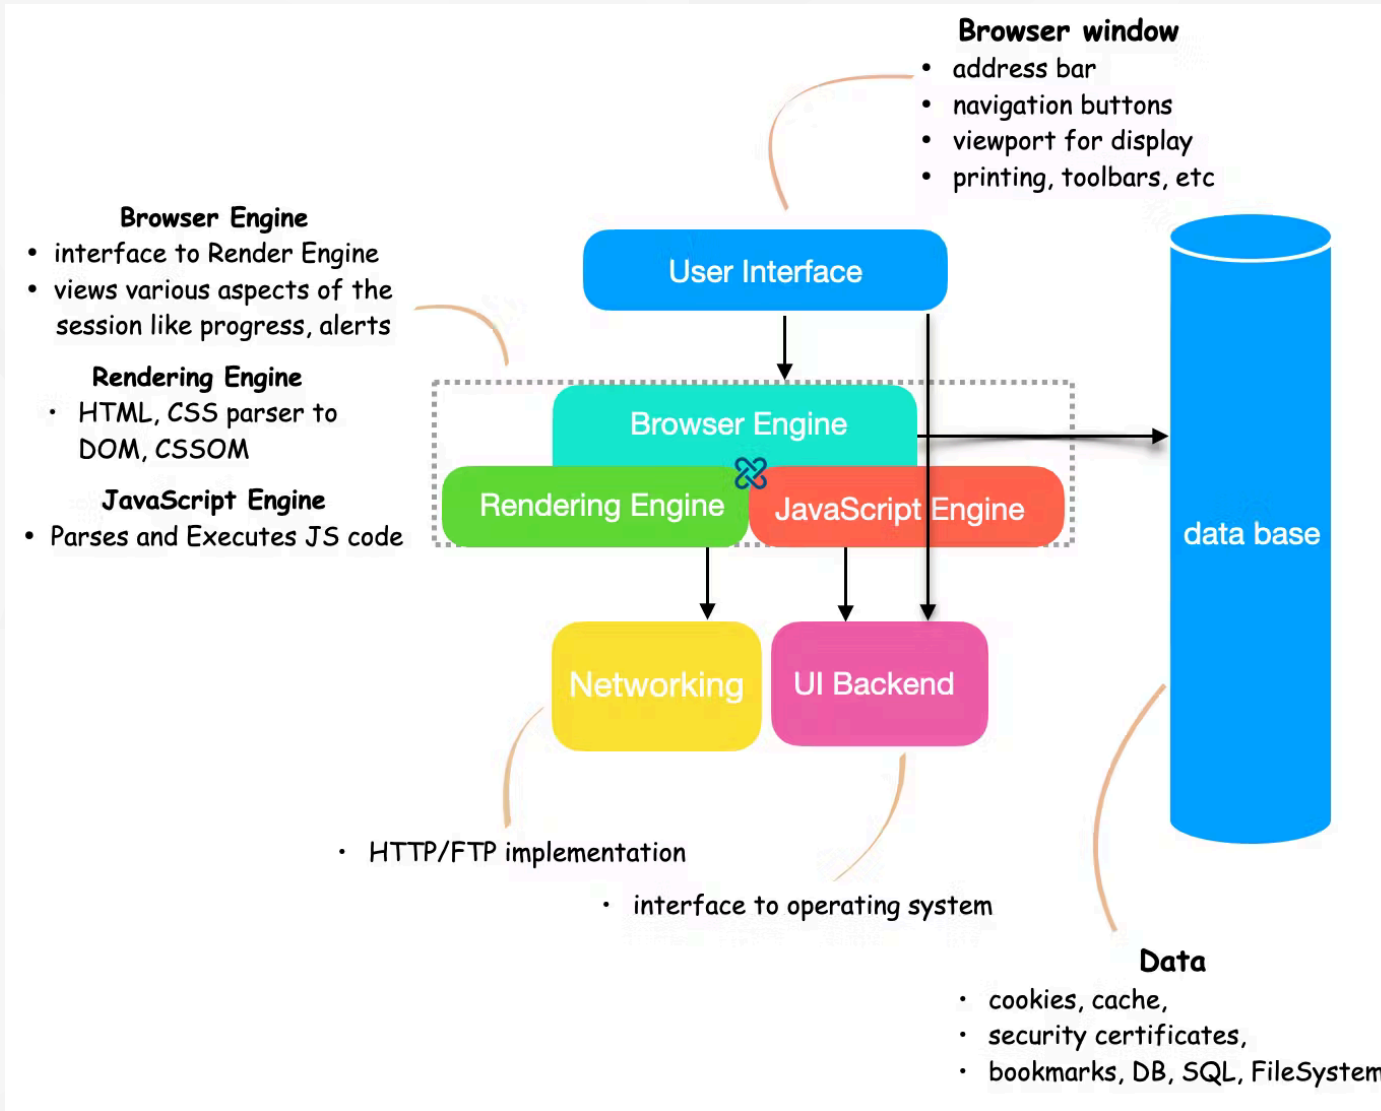 Browser window
• address bar
• navigation buttons
• viewport for display
• printing, toolbars, etc
Browser Engine
• interface to Render Engine
• views various aspects of the
session like progress, alerts
Rendering Engine
• HTML, CSS parser to
DOM, CSSOM
JavaScript Engine
• Parses and Executes JS code
User Interface
Browser Engine
Rendering Engine
JavaScript Engine
data base
Networking
UI Backend
• HTTP/FTP implementation
• interface to operating system
Data
• cookies, cache,
• security certificates,
• bookmarks, DB, SQL, FileSystem